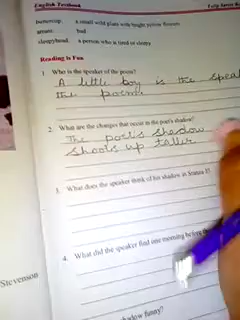 English Textbook
buttercup: a small wild plant with bright yellow flowers
arrant: bad
sleepyhead: a person who is tired or sleepy
Reading is Fun
1. Who is the speaker of the poem?
A little boy is the speak
the poem
2. What are the changes that occur in the poet's shadow?
The poet's shadow
shoots up taller
3. What does the speaker think of his shadow in Stanza
4. What did the speaker find one morning before the
Stevenson
shadow funny?